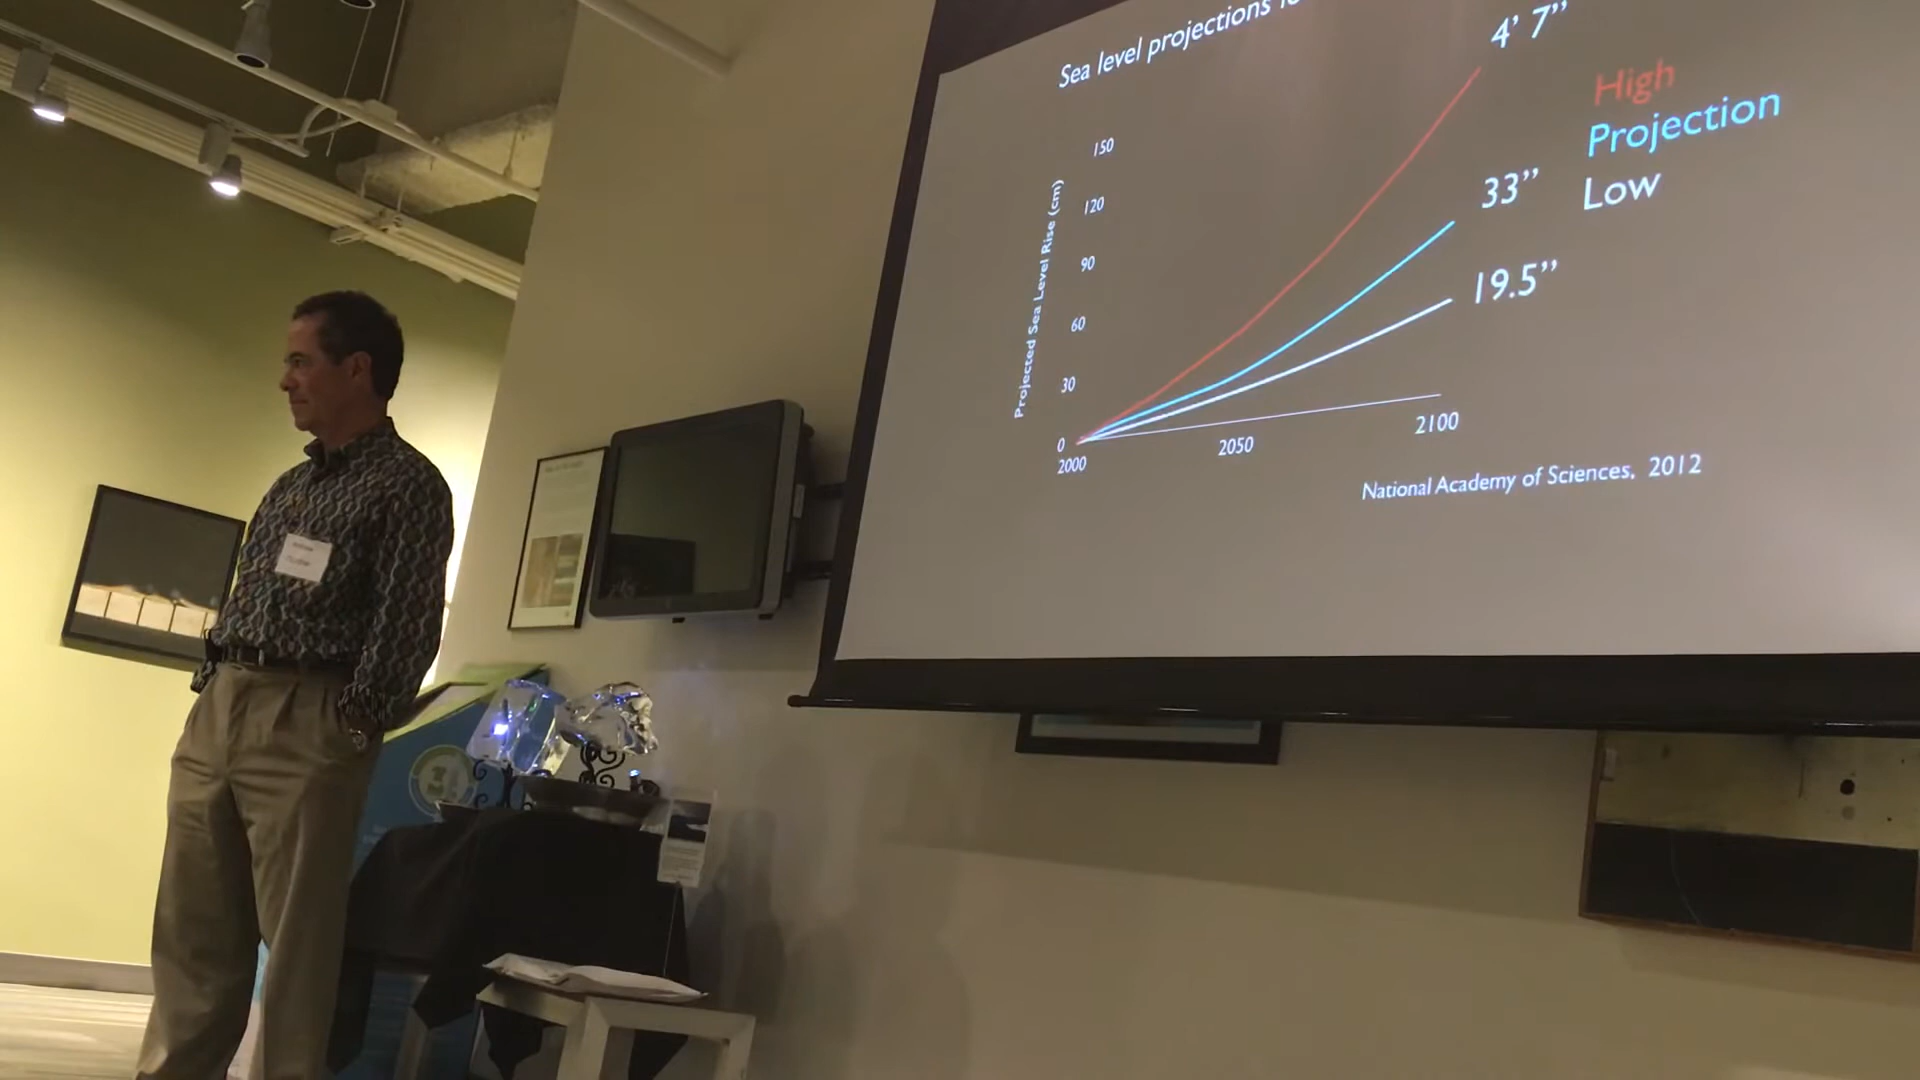 Sea level projections
4' 7"
High
Projection
Low
33"
19.5"
Projected Sea Level Rise (cm)
150
120
90
60
30
0
2000
2050
2100
National Academy of Sciences, 2012